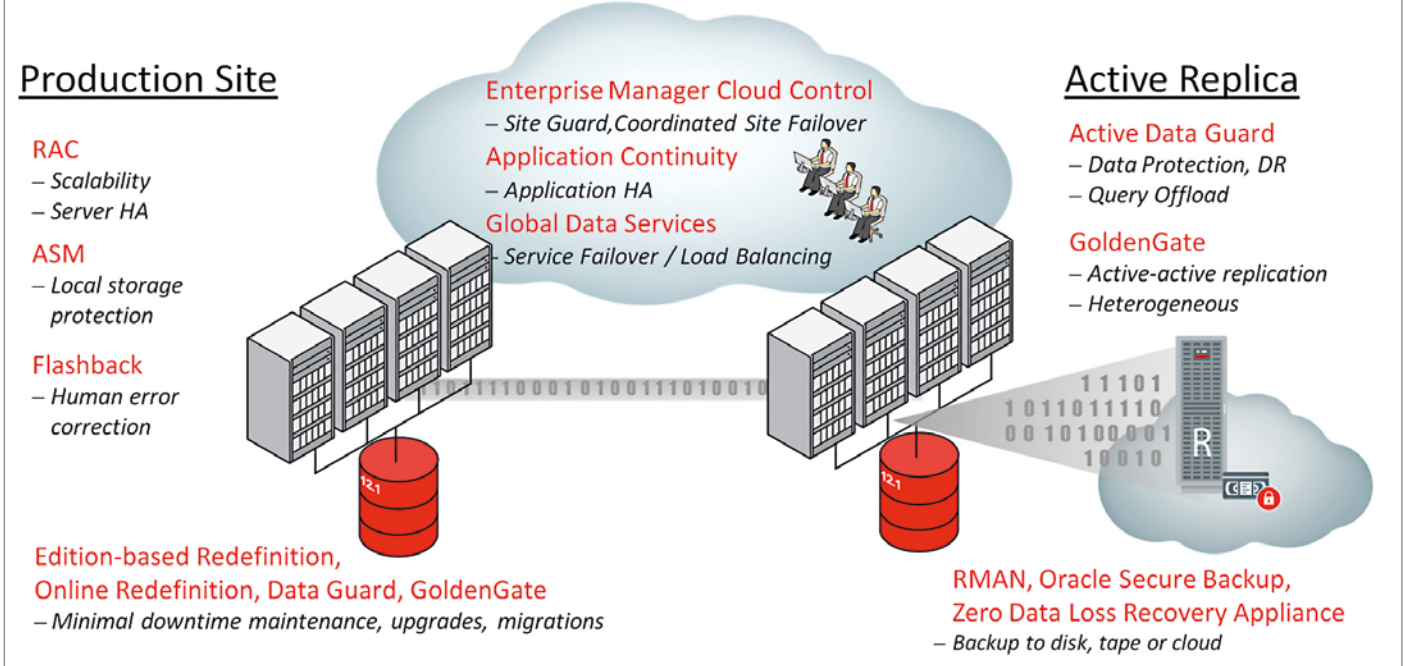 Production Site
RAC
– Scalability
– Server HA
ASM
– Local storage
protection
Flashback
– Human error
correction
Enterprise Manager Cloud Control
– Site Guard,Coordinated Site Failover
Application Continuity
– Application HA
Global Data Services
– Service Failover / Load Balancing
Active Replica
Active Data Guard
– Data Protection, DR
– Query Offload
GoldenGate
– Active-active replication
– Heterogeneous
11101
1011011110
00 10100001
10010
R
12.1
12.1
Edition-based Redefinition,
Online Redefinition, Data Guard, GoldenGate
– Minimal downtime maintenance, upgrades, migrations
RMAN, Oracle Secure Backup,
Zero Data Loss Recovery Appliance
– Backup to disk, tape or cloud